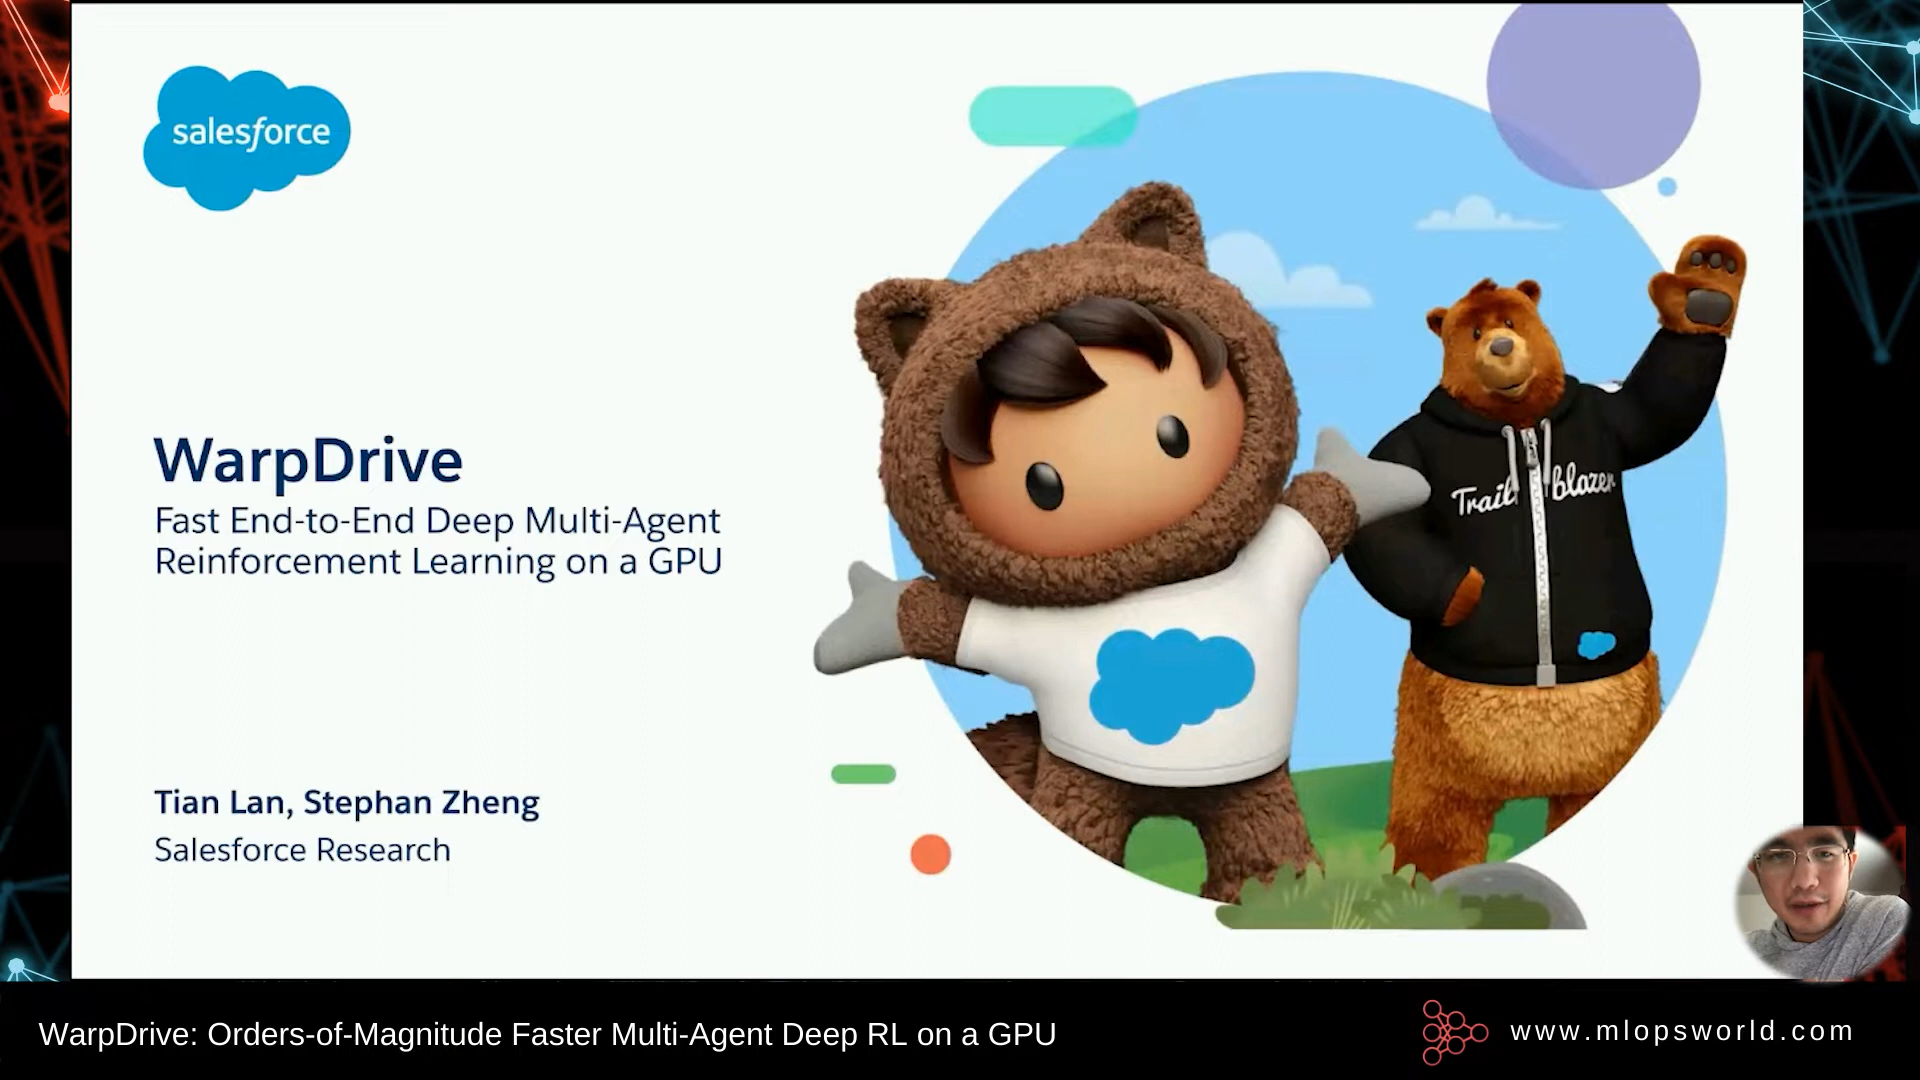 salesforce
WarpDrive
Fast End-to-End Deep Multi-Agent
Reinforcement Learning on a GPU
Trailblazer
Tian Lan, Stephan Zheng
Salesforce Research
WarpDrive: Orders-of-Magnitude Faster Multi-Agent Deep RL on a GPU
www.mlopsworld.com